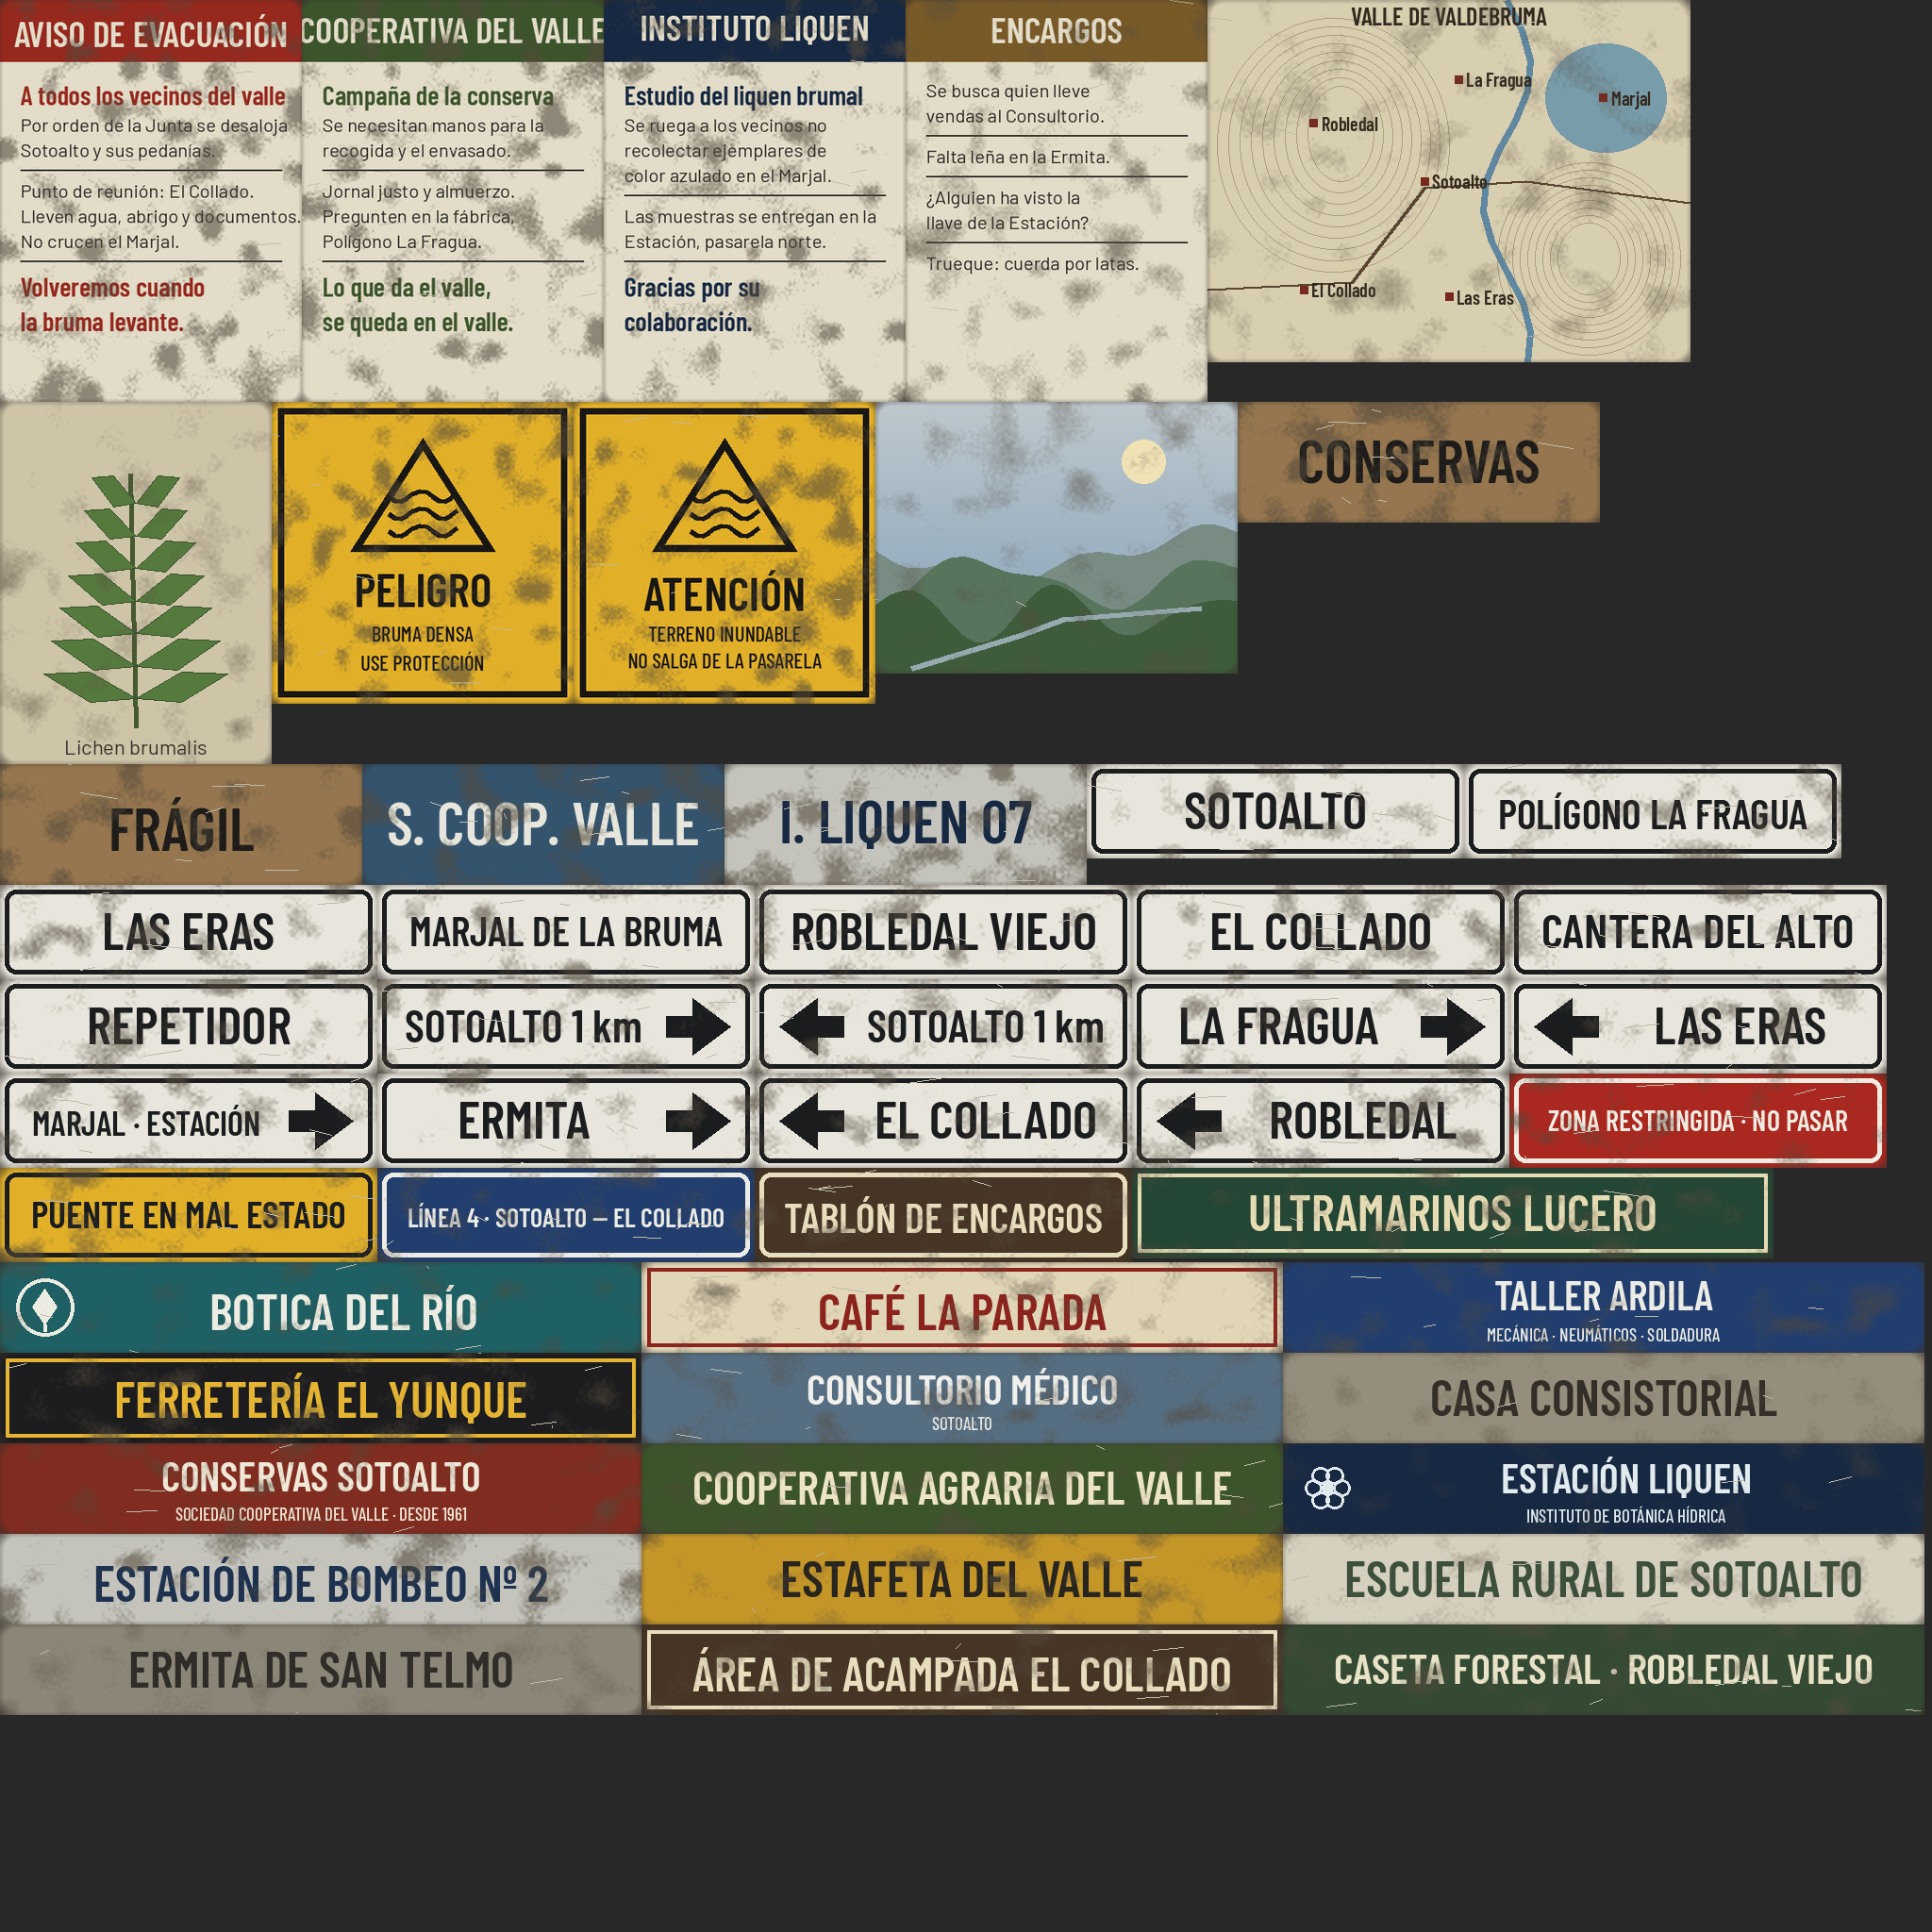 AVISO DE EVACUACIÓN
A todos los vecinos del valle
Por orden de la Junta se desaloja
Sotoalto y sus pedanías.
Punto de reunión: El Collado.
Lleven agua, abrigo y documentos.
No crucen el Marjal.
Volveremos cuando
la bruma levante.
COOPERATIVA DEL VALLE
Campaña de la conserva
Se necesitan manos para la
recogida y el envasado.
Jornal justo y almuerzo.
Pregunten en la fábrica,
Polígono La Fragua.
Lo que da el valle,
se queda en el valle.
INSTITUTO LIQUEN
Estudio del liquen brumal
Se ruega a los vecinos no
recolectar ejemplares de
color azulado en el Marjal.
Las muestras se entregan en la
Estación, pasarela norte.
Gracias por su
colaboración.
ENCARGOS
Se busca quien lleve
vendas al Consultorio.
Falta leña en la Ermita.
¿Alguien ha visto la
llave de la Estación?
Trueque: cuerda por latas.
VALLE DE VALDEBRUMA
La Fragua
Marjal
Robledal
Sotoalto
El Collado
Las Eras
Lichen brumalis
PELIGRO
BRUMA DENSA
USE PROTECCIÓN
ATENCIÓN
TERRENO INUNDABLE
NO SALGA DE LA PASARELA
CONSERVAS
FRÁGIL
S. COOP. VALLE
I. LIQUEN 07
SOTOALTO
POLÍGONO LA FRAGUA
LAS ERAS
MARJAL DE LA BRUMA
ROBLEDAL VIEJO
EL COLLADO
CANTERA DEL ALTO
REPETIDOR
SOTOALTO 1 km
SOTOALTO 1 km
LA FRAGUA
LAS ERAS
MARJAL · ESTACIÓN
ERMITA
EL COLLADO
ROBLEDAL
ZONA RESTRINGIDA · NO PASAR
PUENTE EN MAL ESTADO
LÍNEA 4 · SOTOALTO – EL COLLADO
TABLÓN DE ENCARGOS
ULTRAMARINOS LUCERO
BOTICA DEL RÍO
CAFÉ LA PARADA
TALLER ARDILA
MECÁNICA · NEUMÁTICOS · SOLDADURA
FERRETERÍA EL YUNQUE
CONSULTORIO MÉDICO
SOTOALTO
CASA CONSISTORIAL
CONSERVAS SOTOALTO
SOCIEDAD COOPERATIVA DEL VALLE · DESDE 1961
COOPERATIVA AGRARIA DEL VALLE
ESTACIÓN LIQUEN
INSTITUTO DE BOTÁNICA HÍDRICA
ESTACIÓN DE BOMBEO Nº 2
ESTAFETA DEL VALLE
ESCUELA RURAL DE SOTOALTO
ERMITA DE SAN TELMO
ÁREA DE ACAMPADA EL COLLADO
CASETA FORESTAL · ROBLEDAL VIEJO